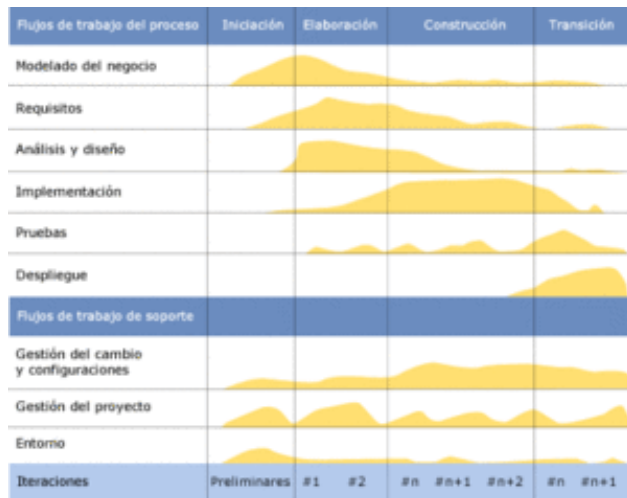 Flujos de trabajo del proceso Iniciación Elaboración Construcción Transición
Modelado del negocio
Requisitos
Análisis y diseño
Implementación
Pruebas
Despliegue
Flujos de trabajo de soporte
Gestión del cambio
y configuraciones
Gestión del proyecto
Entorno
Iteraciones Preliminares #1 #2 #n #n+1 #n+2 #n #n+1